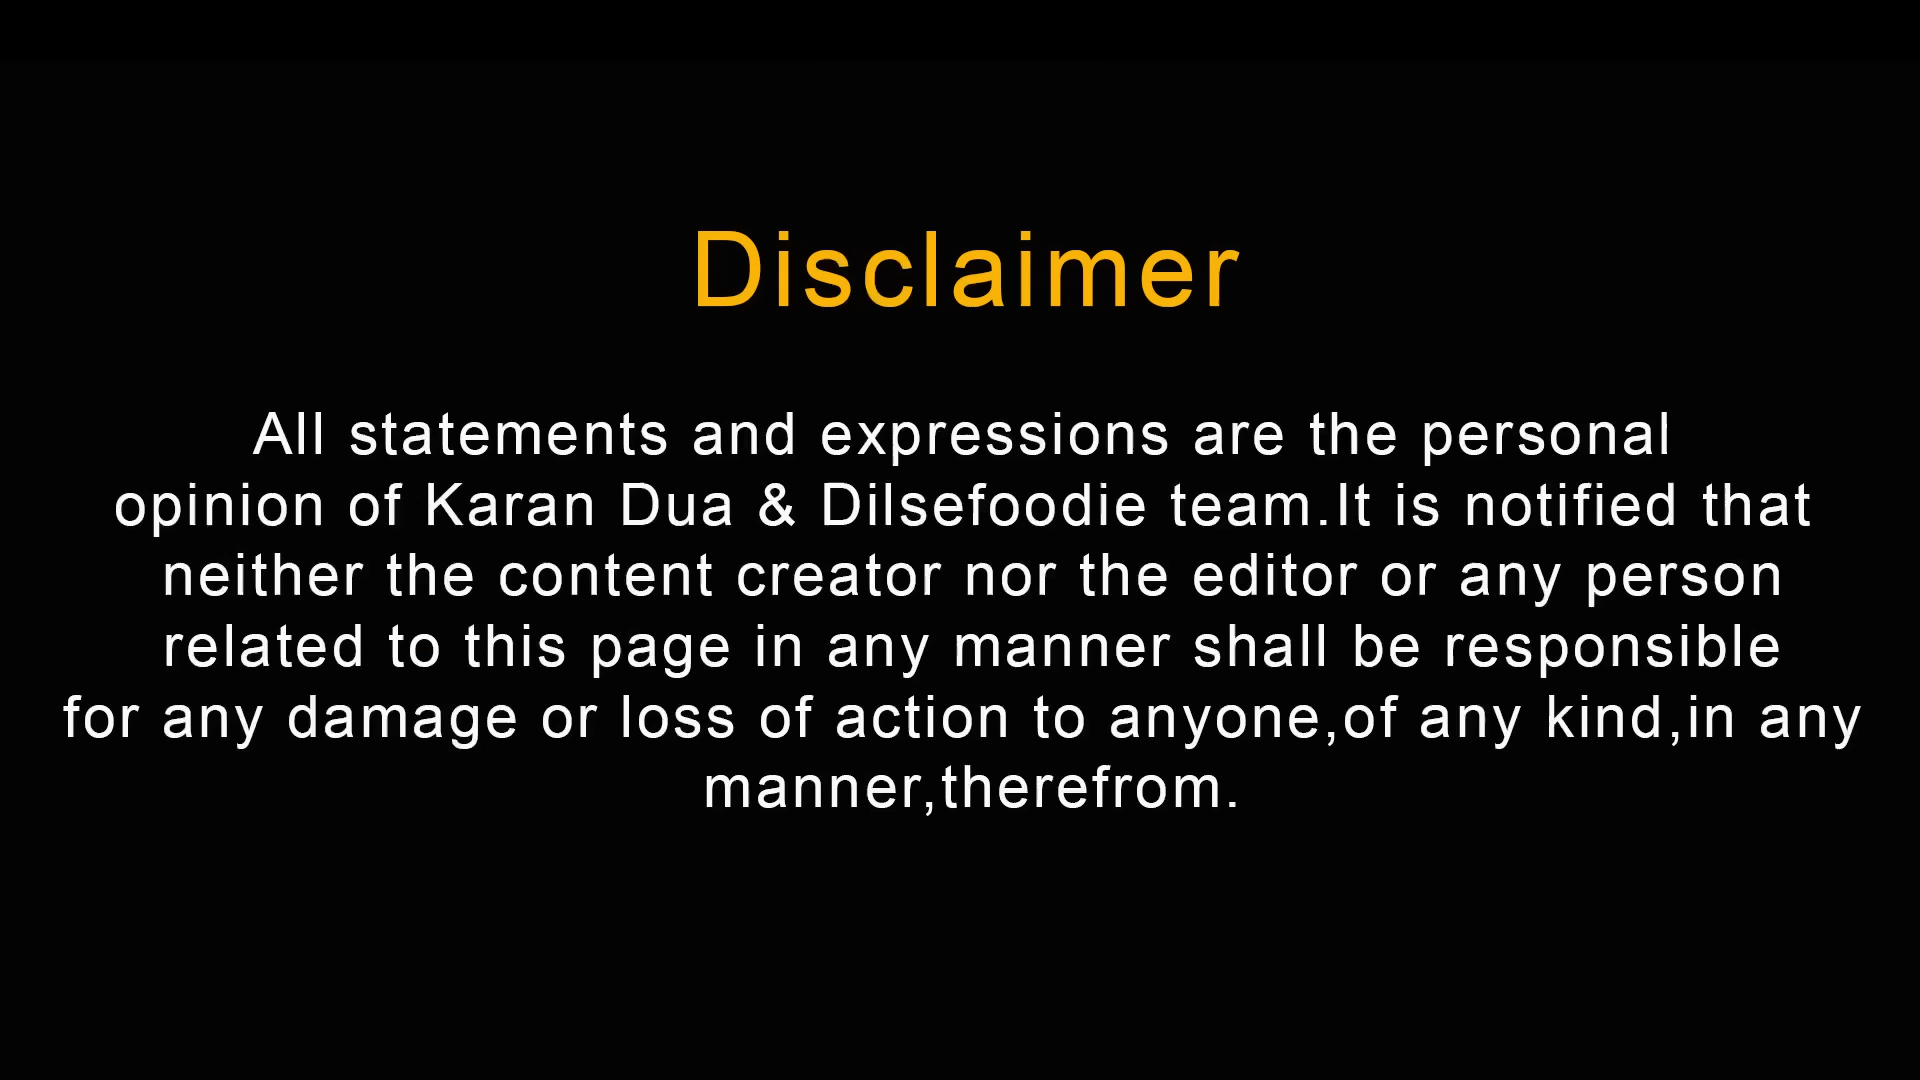 Disclaimer
All statements and expressions are the personal
opinion of Karan Dua & Dilsefoodie team.It is notified that
neither the content creator nor the editor or any person
related to this page in any manner shall be responsible
for any damage or loss of action to anyone,of any kind,in any
manner,therefrom.